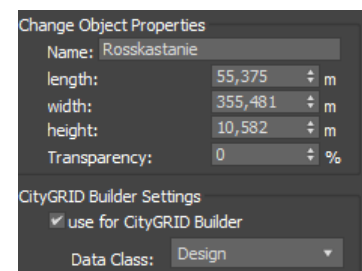 Change Object Properties
Name: Rosskastanie
length: 55,375 m
width: 355,481 m
height: 10,582 m
Transparency: 0 %
CityGRID Builder Settings
use for CityGRID Builder
Data Class: Design